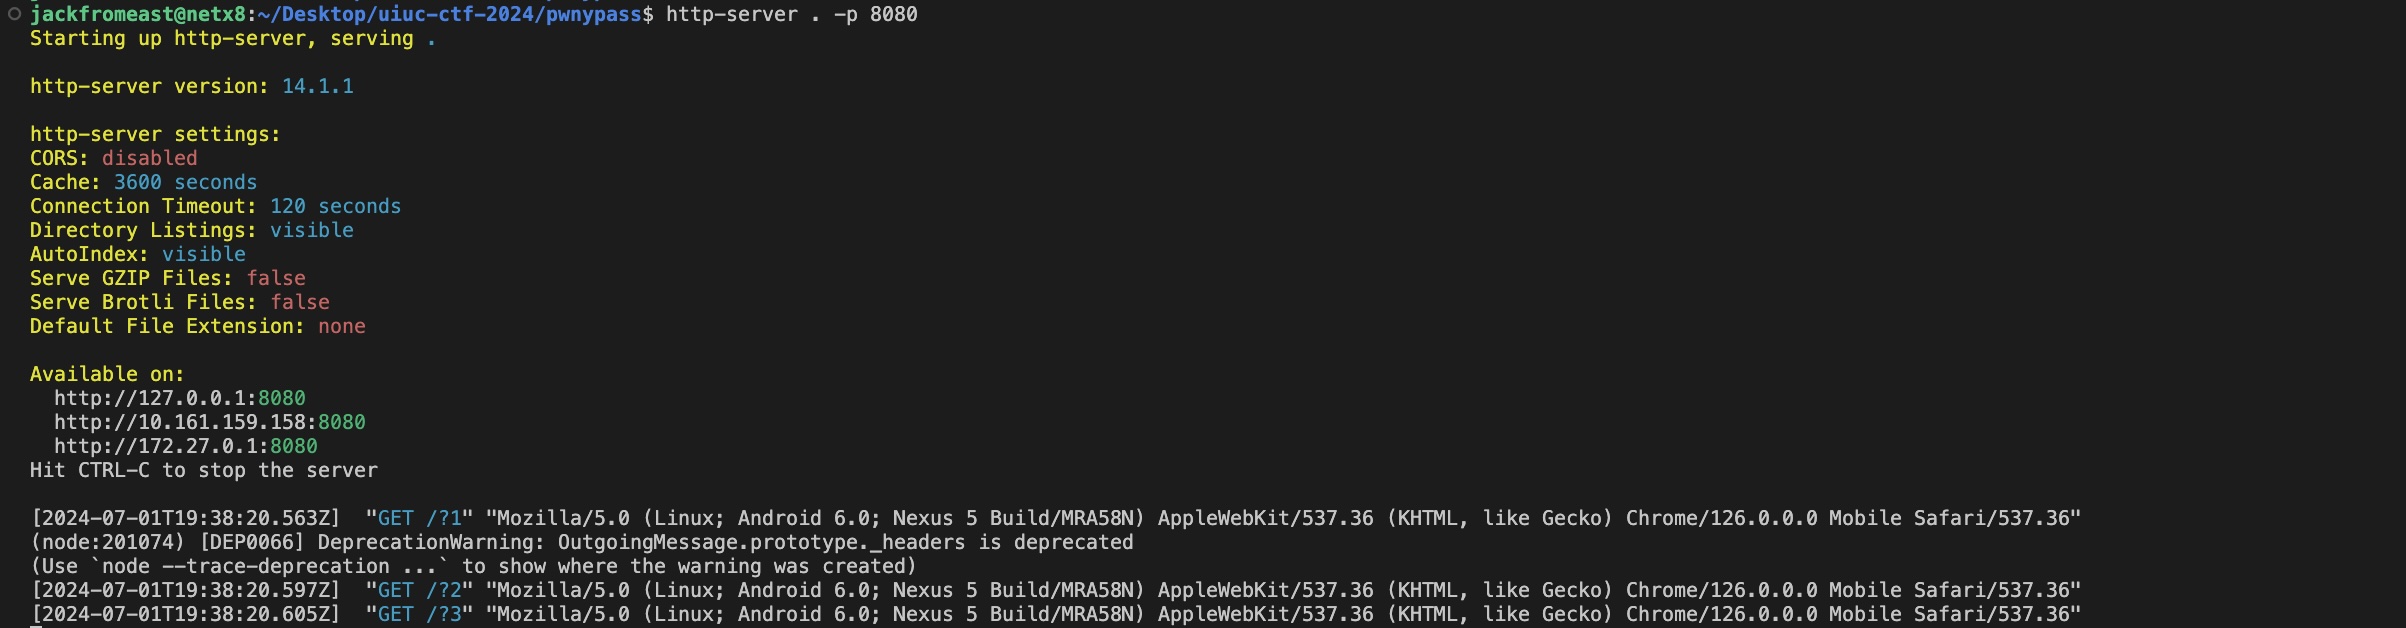 jackfromeast@netx8:~/Desktop/uiuc-ctf-2024/pwnypass$ http-server . -p 8080
Starting up http-server, serving .
http-server version: 14.1.1
http-server settings:
CORS: disabled
Cache: 3600 seconds
Connection Timeout: 120 seconds
Directory Listings: visible
AutoIndex: visible
Serve GZIP Files: false
Serve Brotli Files: false
Default File Extension: none
Available on:
  http://127.0.0.1:8080
  http://10.161.159.158:8080
  http://172.27.0.1:8080
Hit CTRL-C to stop the server
[2024-07-01T19:38:20.563Z]  "GET /?1" "Mozilla/5.0 (Linux; Android 6.0; Nexus 5 Build/MRA58N) AppleWebKit/537.36 (KHTML, like Gecko) Chrome/126.0.0.0 Mobile Safari/537.36"
(node:201074) [DEP0066] DeprecationWarning: OutgoingMessage.prototype._headers is deprecated
(Use `node --trace-deprecation ...` to show where the warning was created)
[2024-07-01T19:38:20.597Z]  "GET /?2" "Mozilla/5.0 (Linux; Android 6.0; Nexus 5 Build/MRA58N) AppleWebKit/537.36 (KHTML, like Gecko) Chrome/126.0.0.0 Mobile Safari/537.36"
[2024-07-01T19:38:20.605Z]  "GET /?3" "Mozilla/5.0 (Linux; Android 6.0; Nexus 5 Build/MRA58N) AppleWebKit/537.36 (KHTML, like Gecko) Chrome/126.0.0.0 Mobile Safari/537.36"